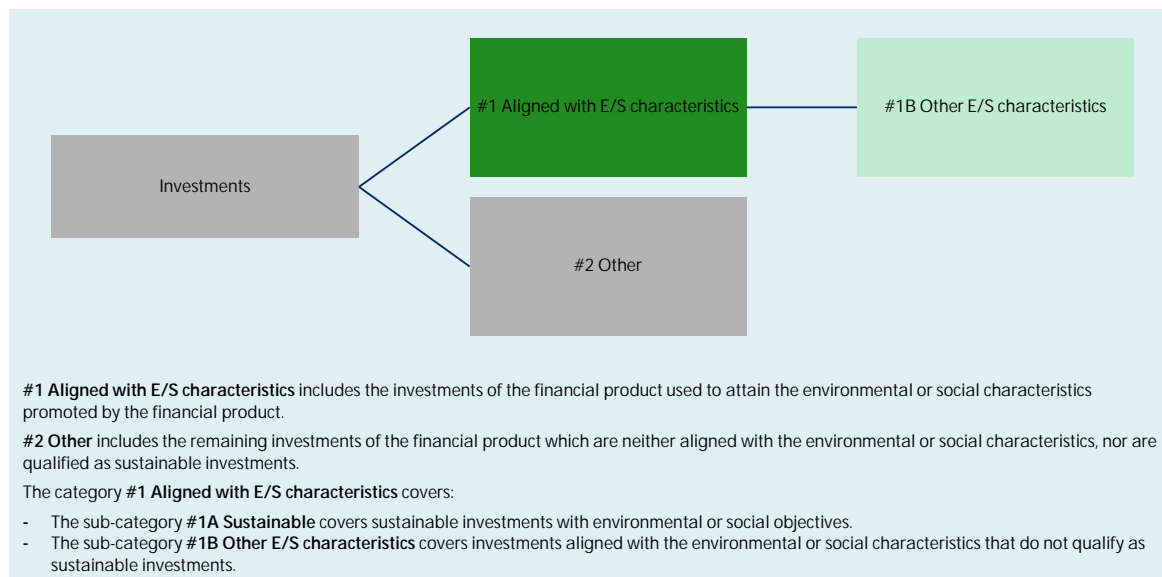 #1 Aligned with E/S characteristics
#1B Other E/S characteristics
Investments
#2 Other
#1 Aligned with E/S characteristics includes the investments of the financial product used to attain the environmental or social characteristics
promoted by the financial product.
#2 Other includes the remaining investments of the financial product which are neither aligned with the environmental or social characteristics, nor are
qualified as sustainable investments.
The category #1 Aligned with E/S characteristics covers:
- The sub-category #1A Sustainable covers sustainable investments with environmental or social objectives.
- The sub-category #1B Other E/S characteristics covers investments aligned with the environmental or social characteristics that do not qualify as
sustainable investments.